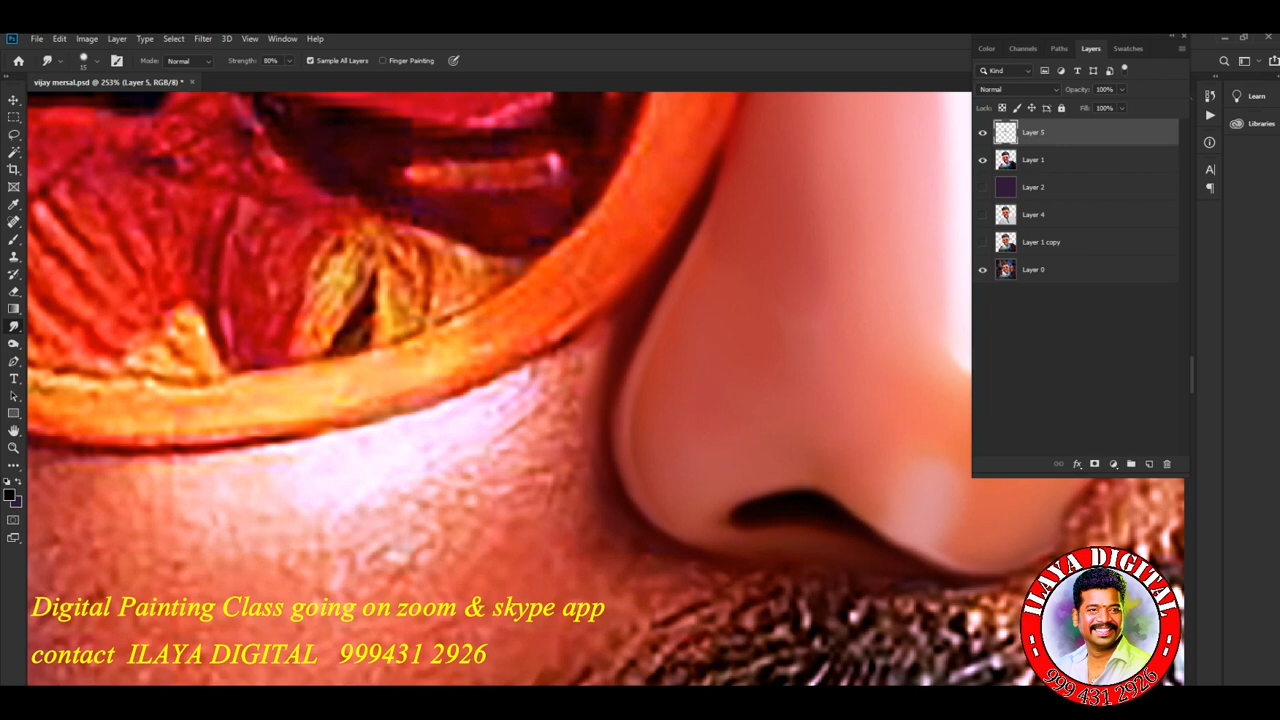 Ps File Edit Image Layer Type Select Filter 3D View Window Help
15 Mode: Normal Strength: 80% Sample All Layers Finger Painting
vijay mersal.psd @ 253% (Layer 5, RGB/8) * ×
Color Channels Paths Layers Swatches
Kind
Normal Opacity: 100%
Lock: Fill: 100%
Layer 5
Layer 1
Layer 2
Layer 4
Layer 1 copy
Layer 0
fx
Learn
Libraries
Digital Painting Class going on zoom & skype app
contact ILAYA DIGITAL 999431 2926
ILAYA DIGITAL
999 431 2926